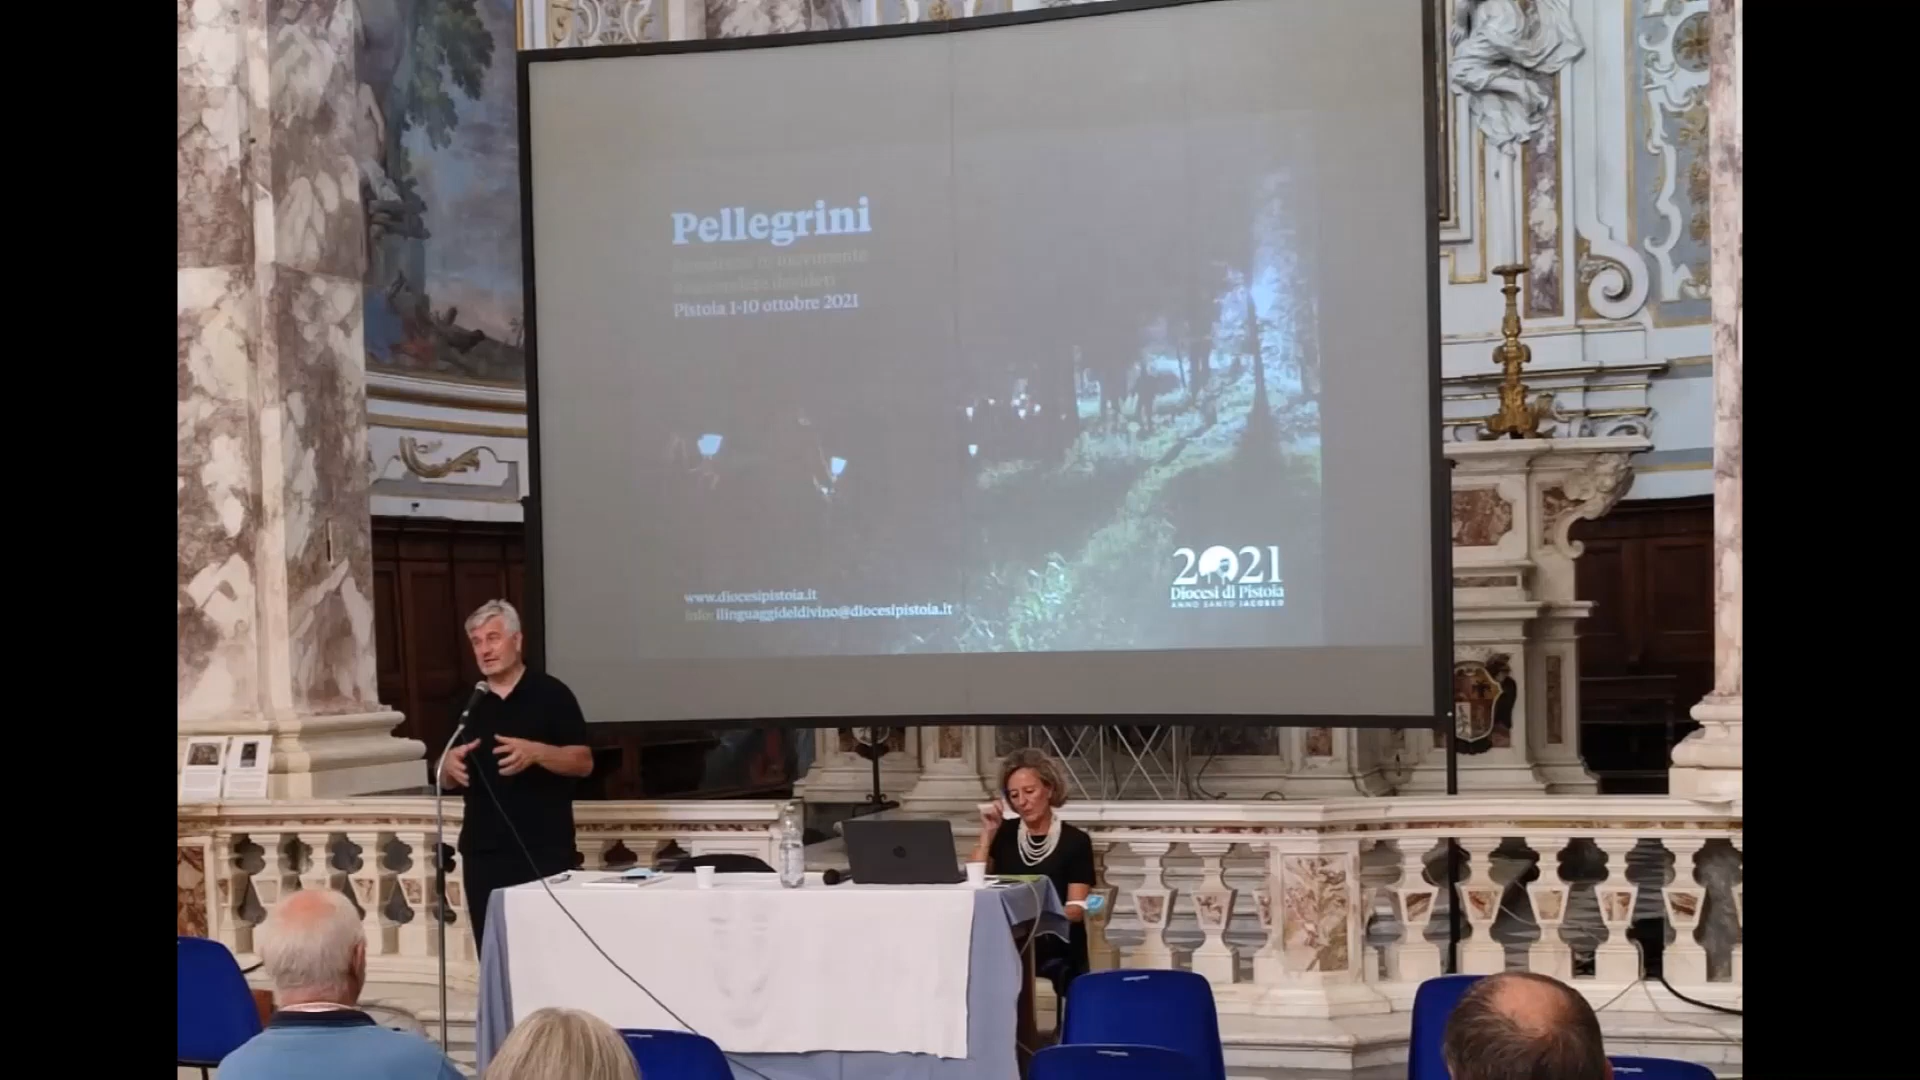 Pellegrini
Pistoia 1-10 ottobre 2021
www.diocesipistoia.it
info: ilinguaggideldivino@diocesipistoia.it
2021
Diocesi di Pistoia
ANNO SANTO JACOBEO